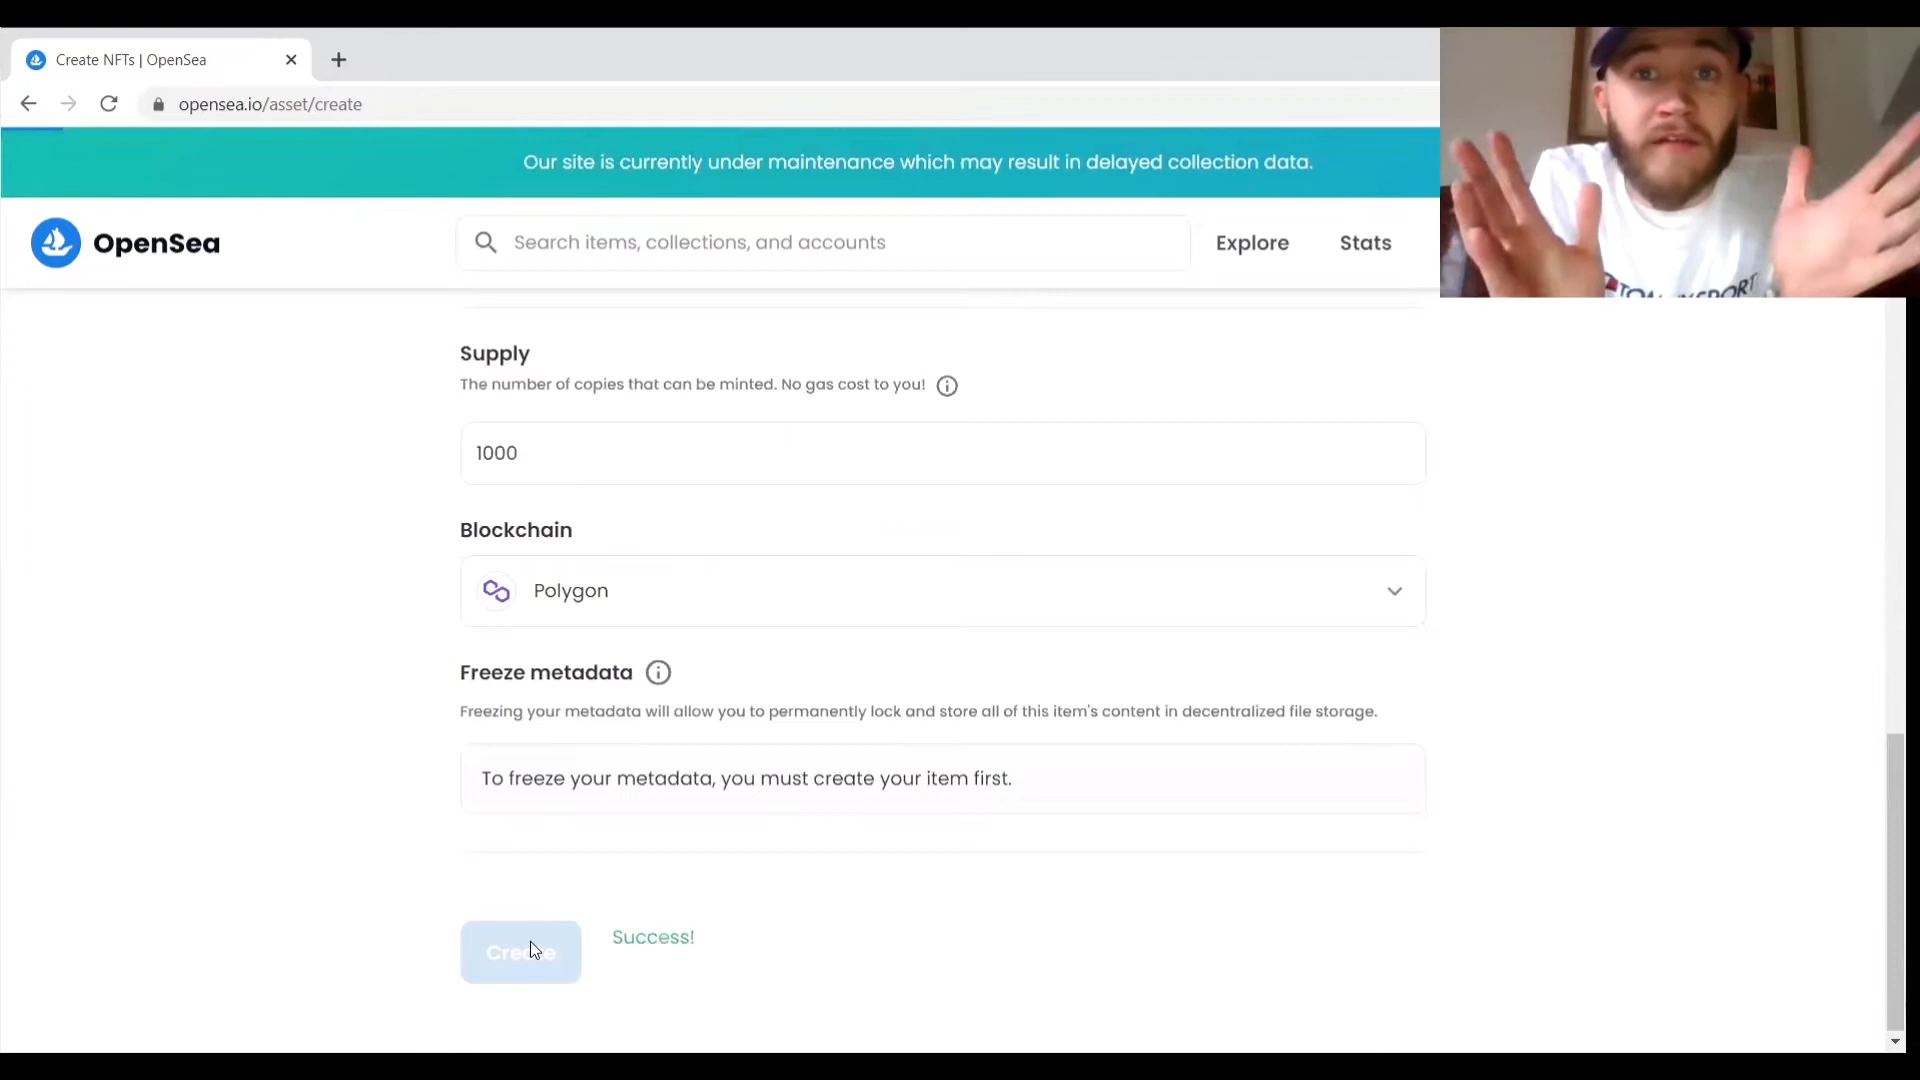 Create NFTs | OpenSea
opensea.io/asset/create
Our site is currently under maintenance which may result in delayed collection data.
OpenSea
Search items, collections, and accounts
Explore
Stats
Supply
The number of copies that can be minted. No gas cost to you!
1000
Blockchain
Polygon
Freeze metadata
Freezing your metadata will allow you to permanently lock and store all of this item's content in decentralized file storage.
To freeze your metadata, you must create your item first.
Create
Success!